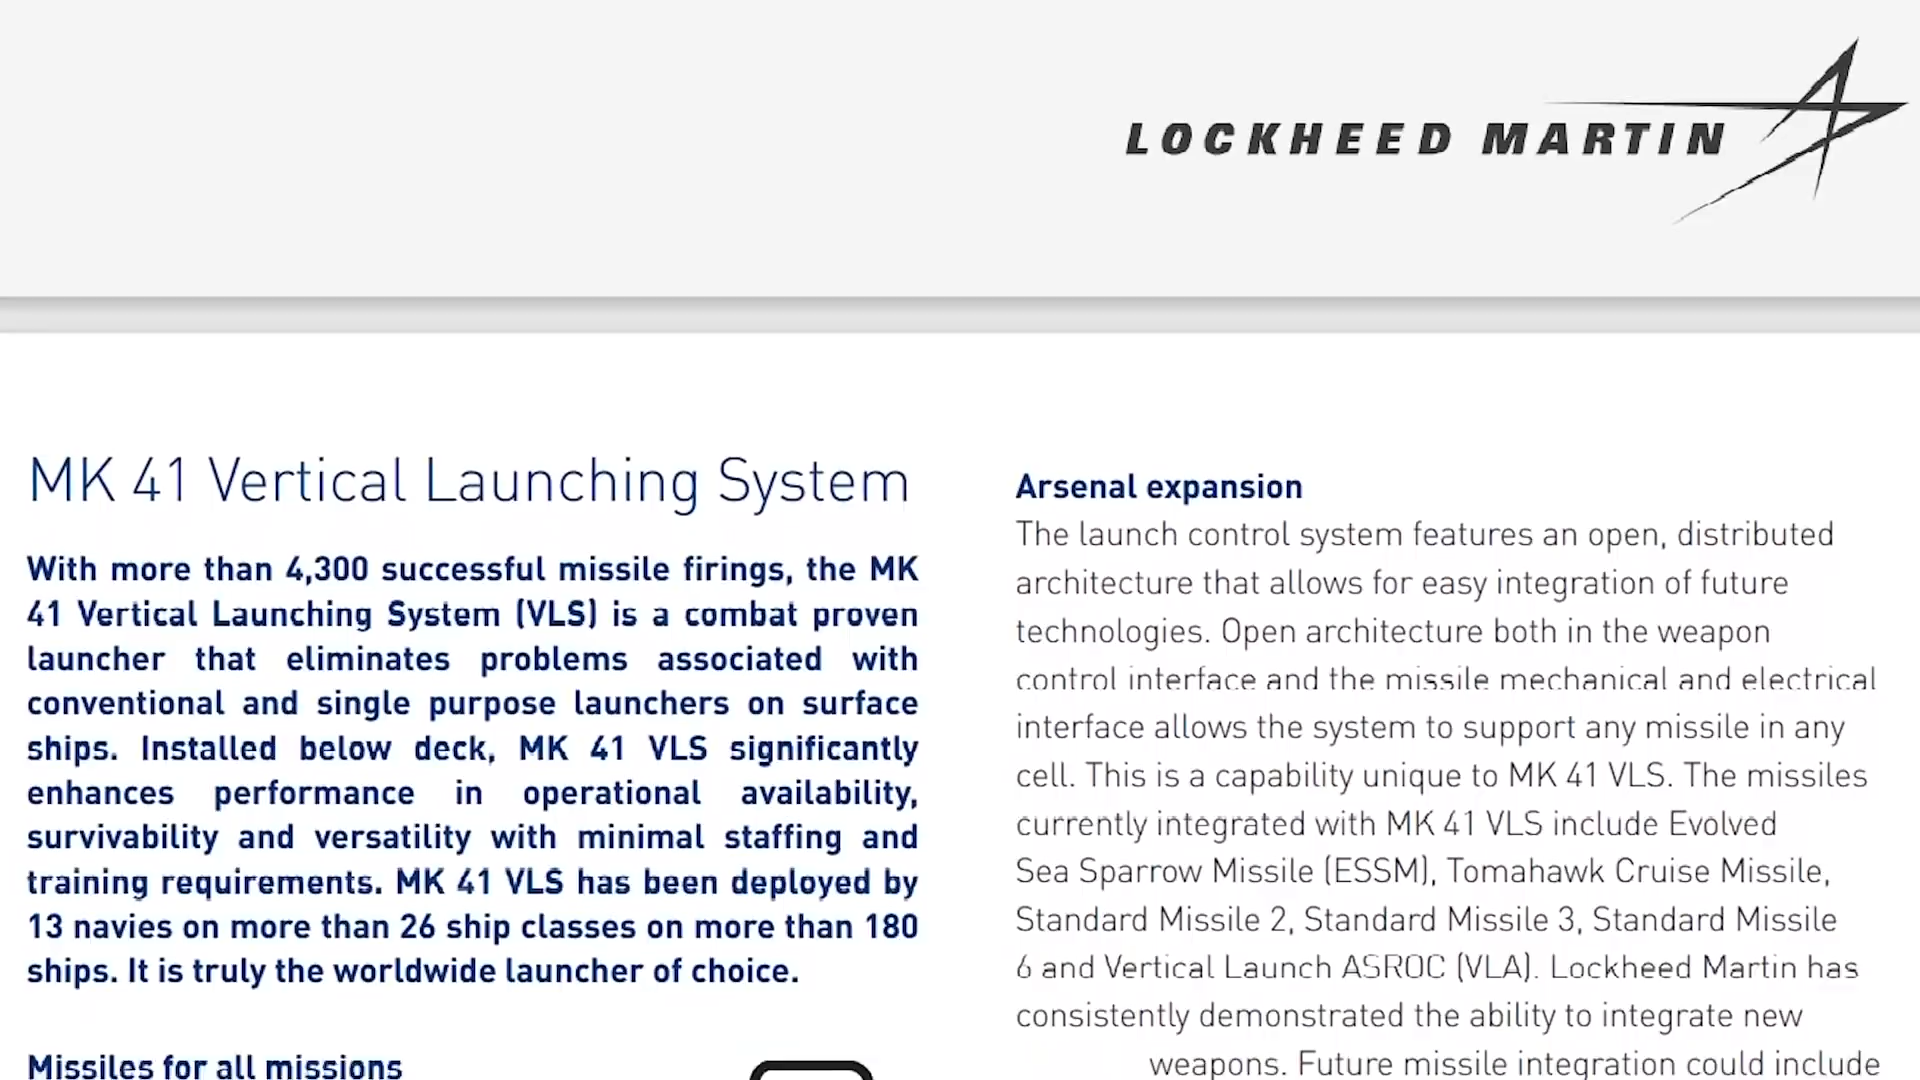 LOCKHEED MARTIN
MK 41 Vertical Launching System
With more than 4,300 successful missile firings, the MK
41 Vertical Launching System (VLS) is a combat proven
launcher that eliminates problems associated with
conventional and single purpose launchers on surface
ships. Installed below deck, MK 41 VLS significantly
enhances performance in operational availability,
survivability and versatility with minimal staffing and
training requirements. MK 41 VLS has been deployed by
13 navies on more than 26 ship classes on more than 180
ships. It is truly the worldwide launcher of choice.
Missiles for all missions
Arsenal expansion
The launch control system features an open, distributed
architecture that allows for easy integration of future
technologies. Open architecture both in the weapon
control interface and the missile mechanical and electrical
interface allows the system to support any missile in any
cell. This is a capability unique to MK 41 VLS. The missiles
currently integrated with MK 41 VLS include Evolved
Sea Sparrow Missile (ESSM), Tomahawk Cruise Missile,
Standard Missile 2, Standard Missile 3, Standard Missile
6 and Vertical Launch ASROC (VLA). Lockheed Martin has
consistently demonstrated the ability to integrate new
weapons. Future missile integration could include